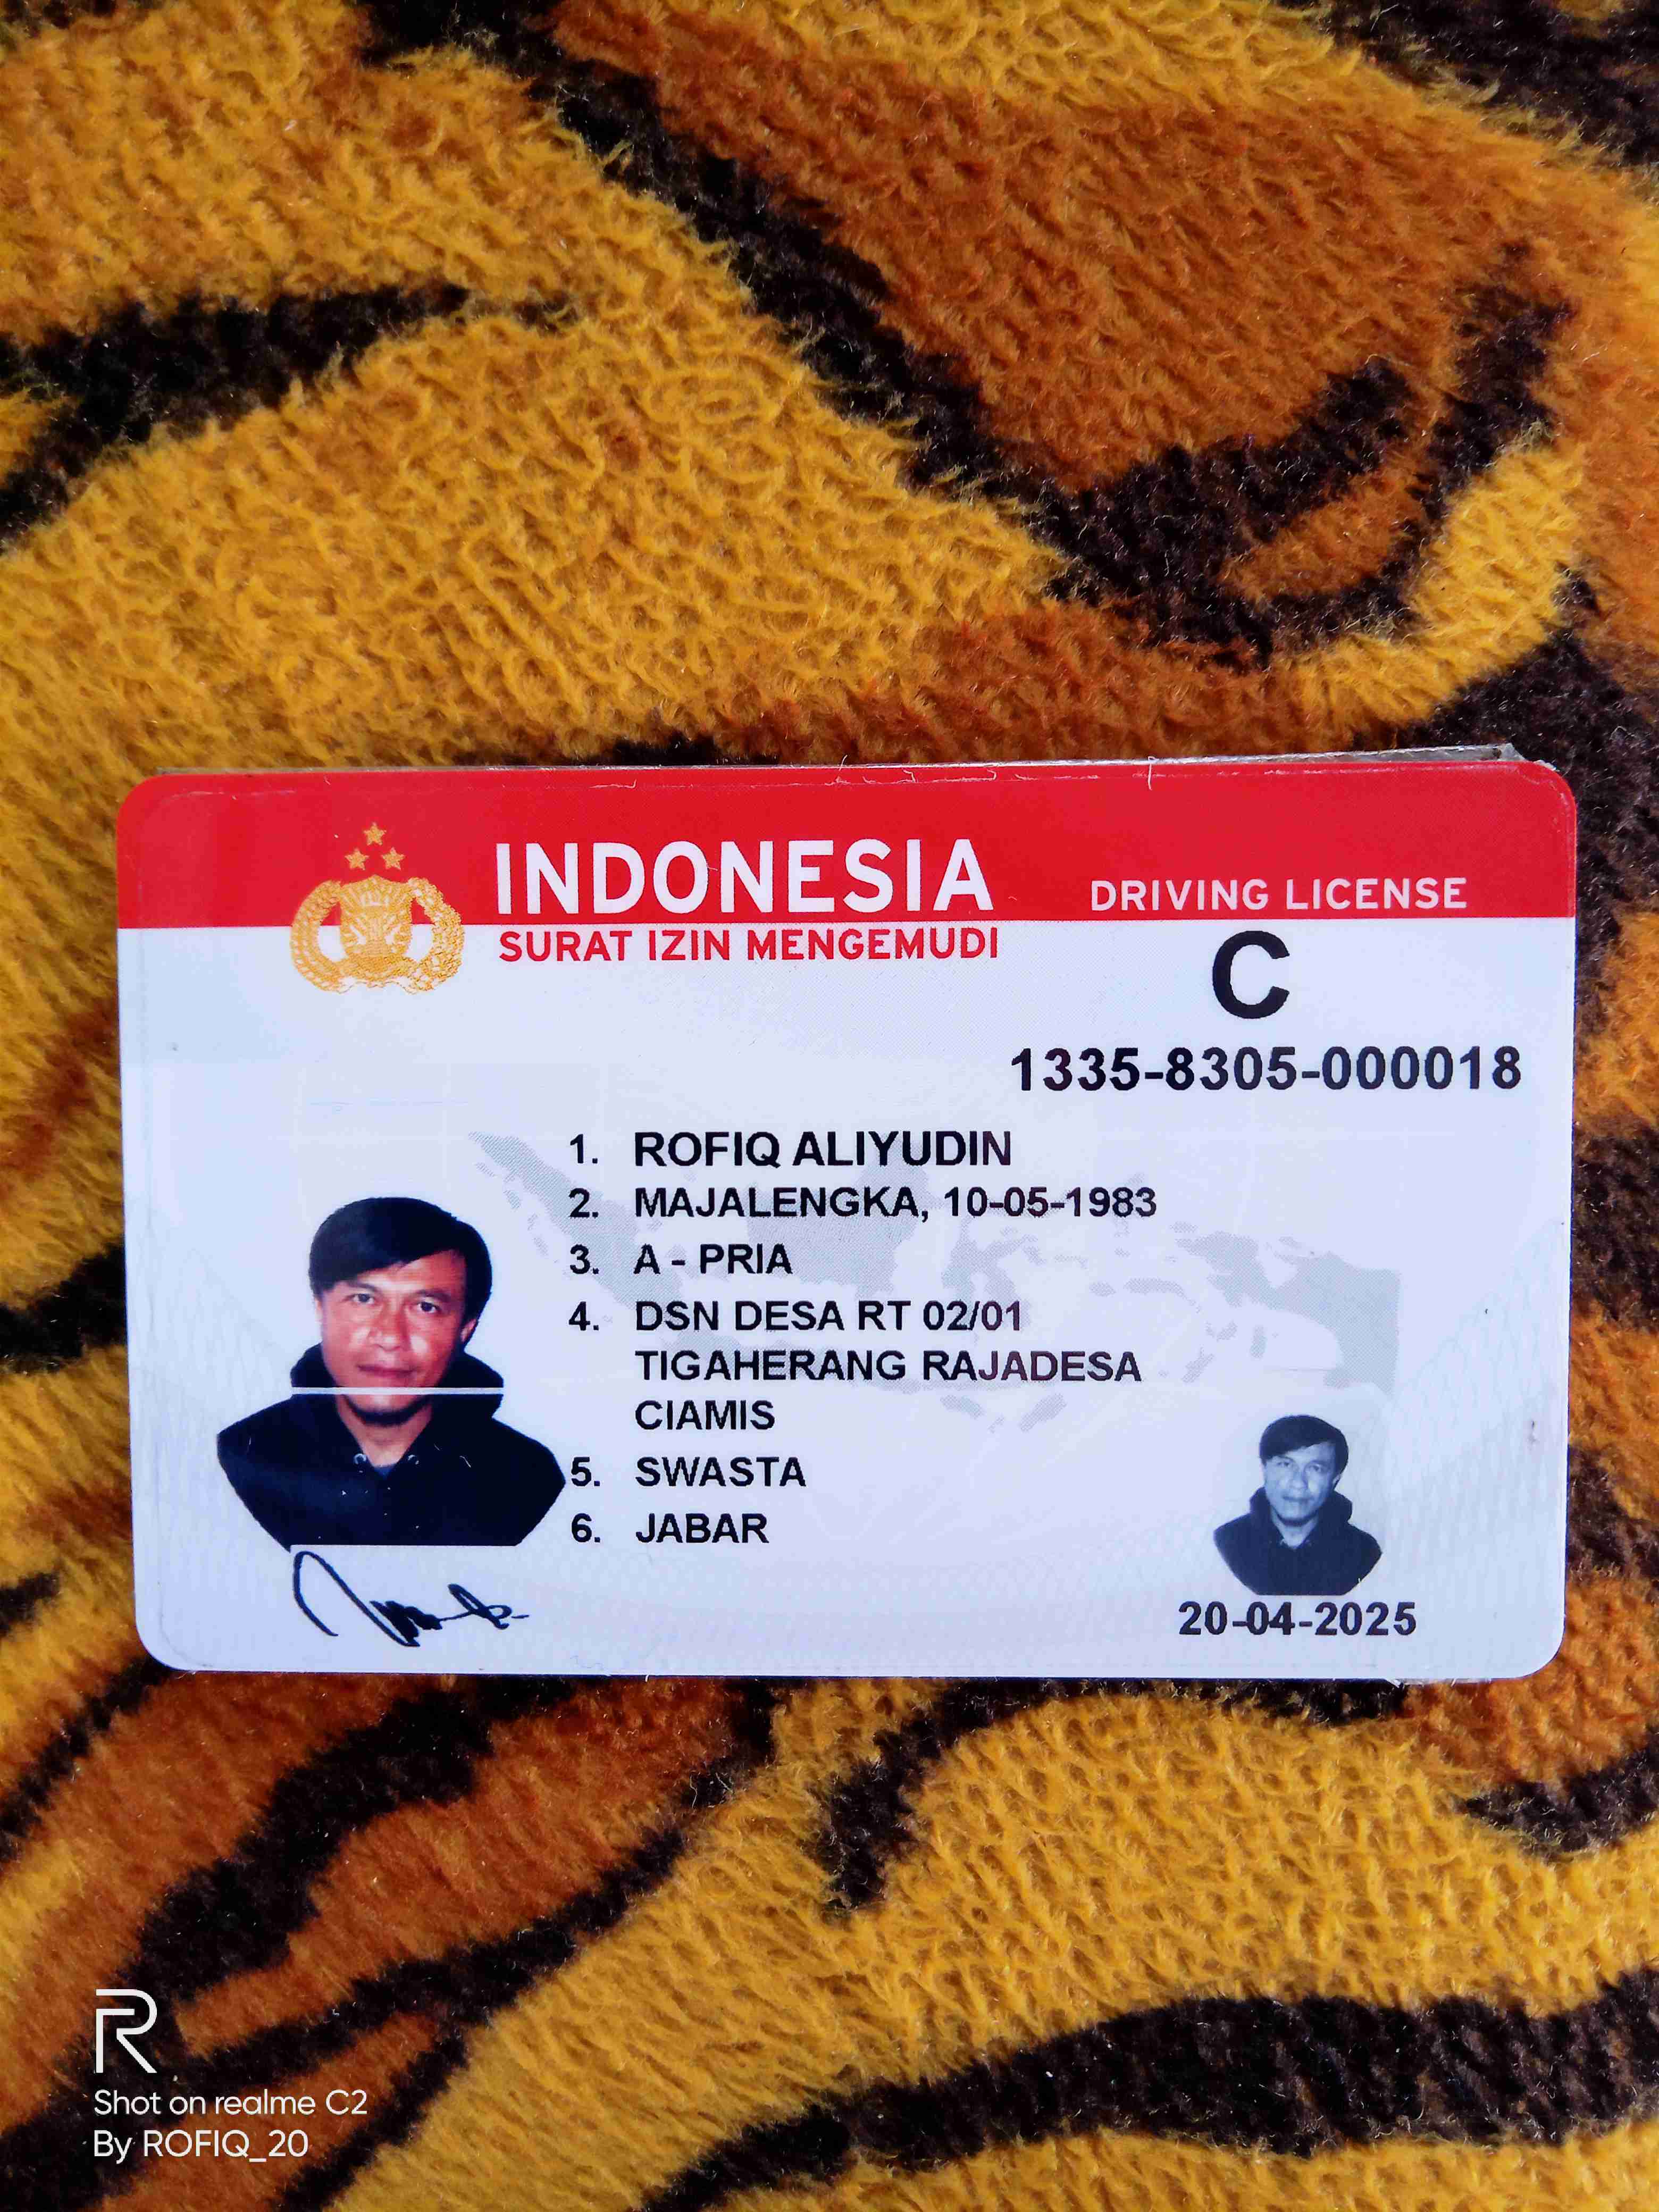 INDONESIA
DRIVING LICENSE
SURAT IZIN MENGEMUDI
C
1335-8305-000018
1. ROFIQ ALIYUDIN
2. MAJALENGKA, 10-05-1983
3. A - PRIA
4. DSN DESA RT 02/01
TIGAHERANG RAJADESA
CIAMIS
5. SWASTA
6. JABAR
20-04-2025
R
Shot on realme C2
By ROFIQ_20